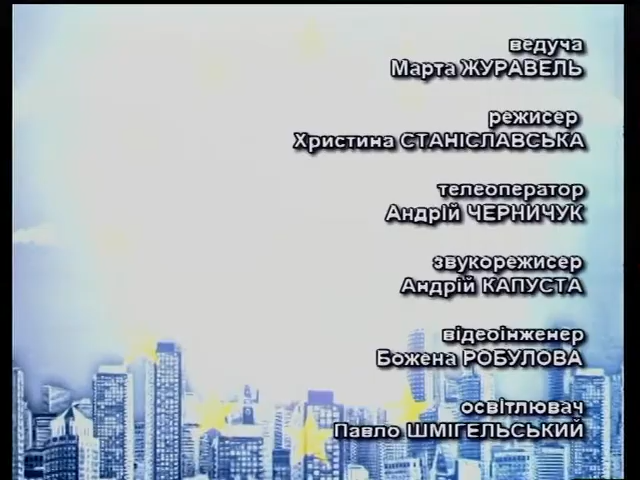 ведуча
Марта ЖУРАВЕЛЬ
режисер
Христина СТАНІСЛАВСЬКА
телеоператор
Андрій ЧЕРНИЧУК
звукорежисер
Андрій КАПУСТА
відеоінженер
Божена РОБУЛОВА
освітлювач
Павло ШМІГЕЛЬСЬКИЙ